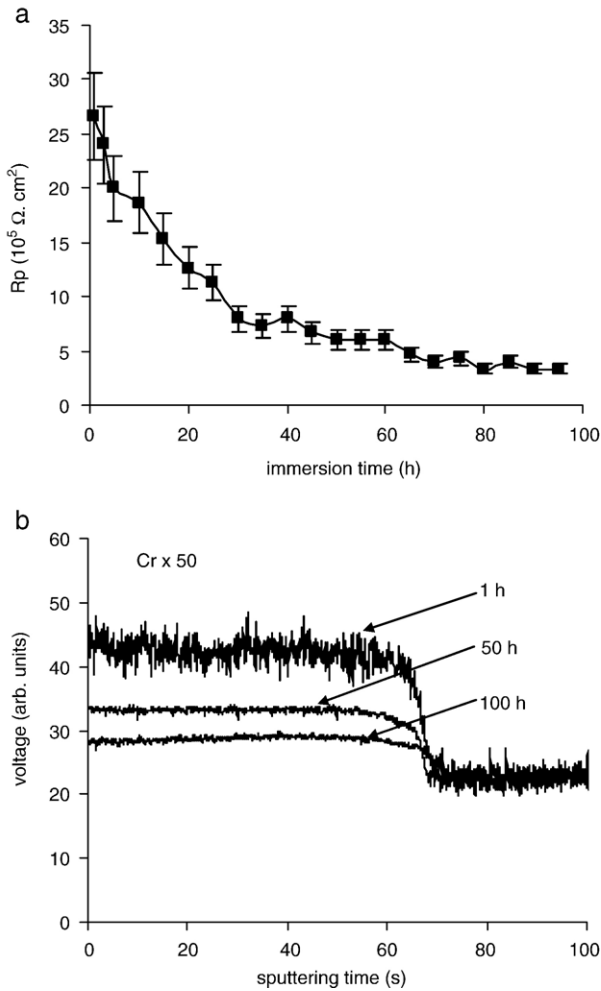 a
35
30
25
20
15
10
5
0
Rp (10⁵ Ω. cm²)
0 20 40 60 80 100
immersion time (h)
b
60
50
40
30
20
10
0
voltage (arb. units)
Cr x 50
1 h
50 h
100 h
0 20 40 60 80 100
sputtering time (s)